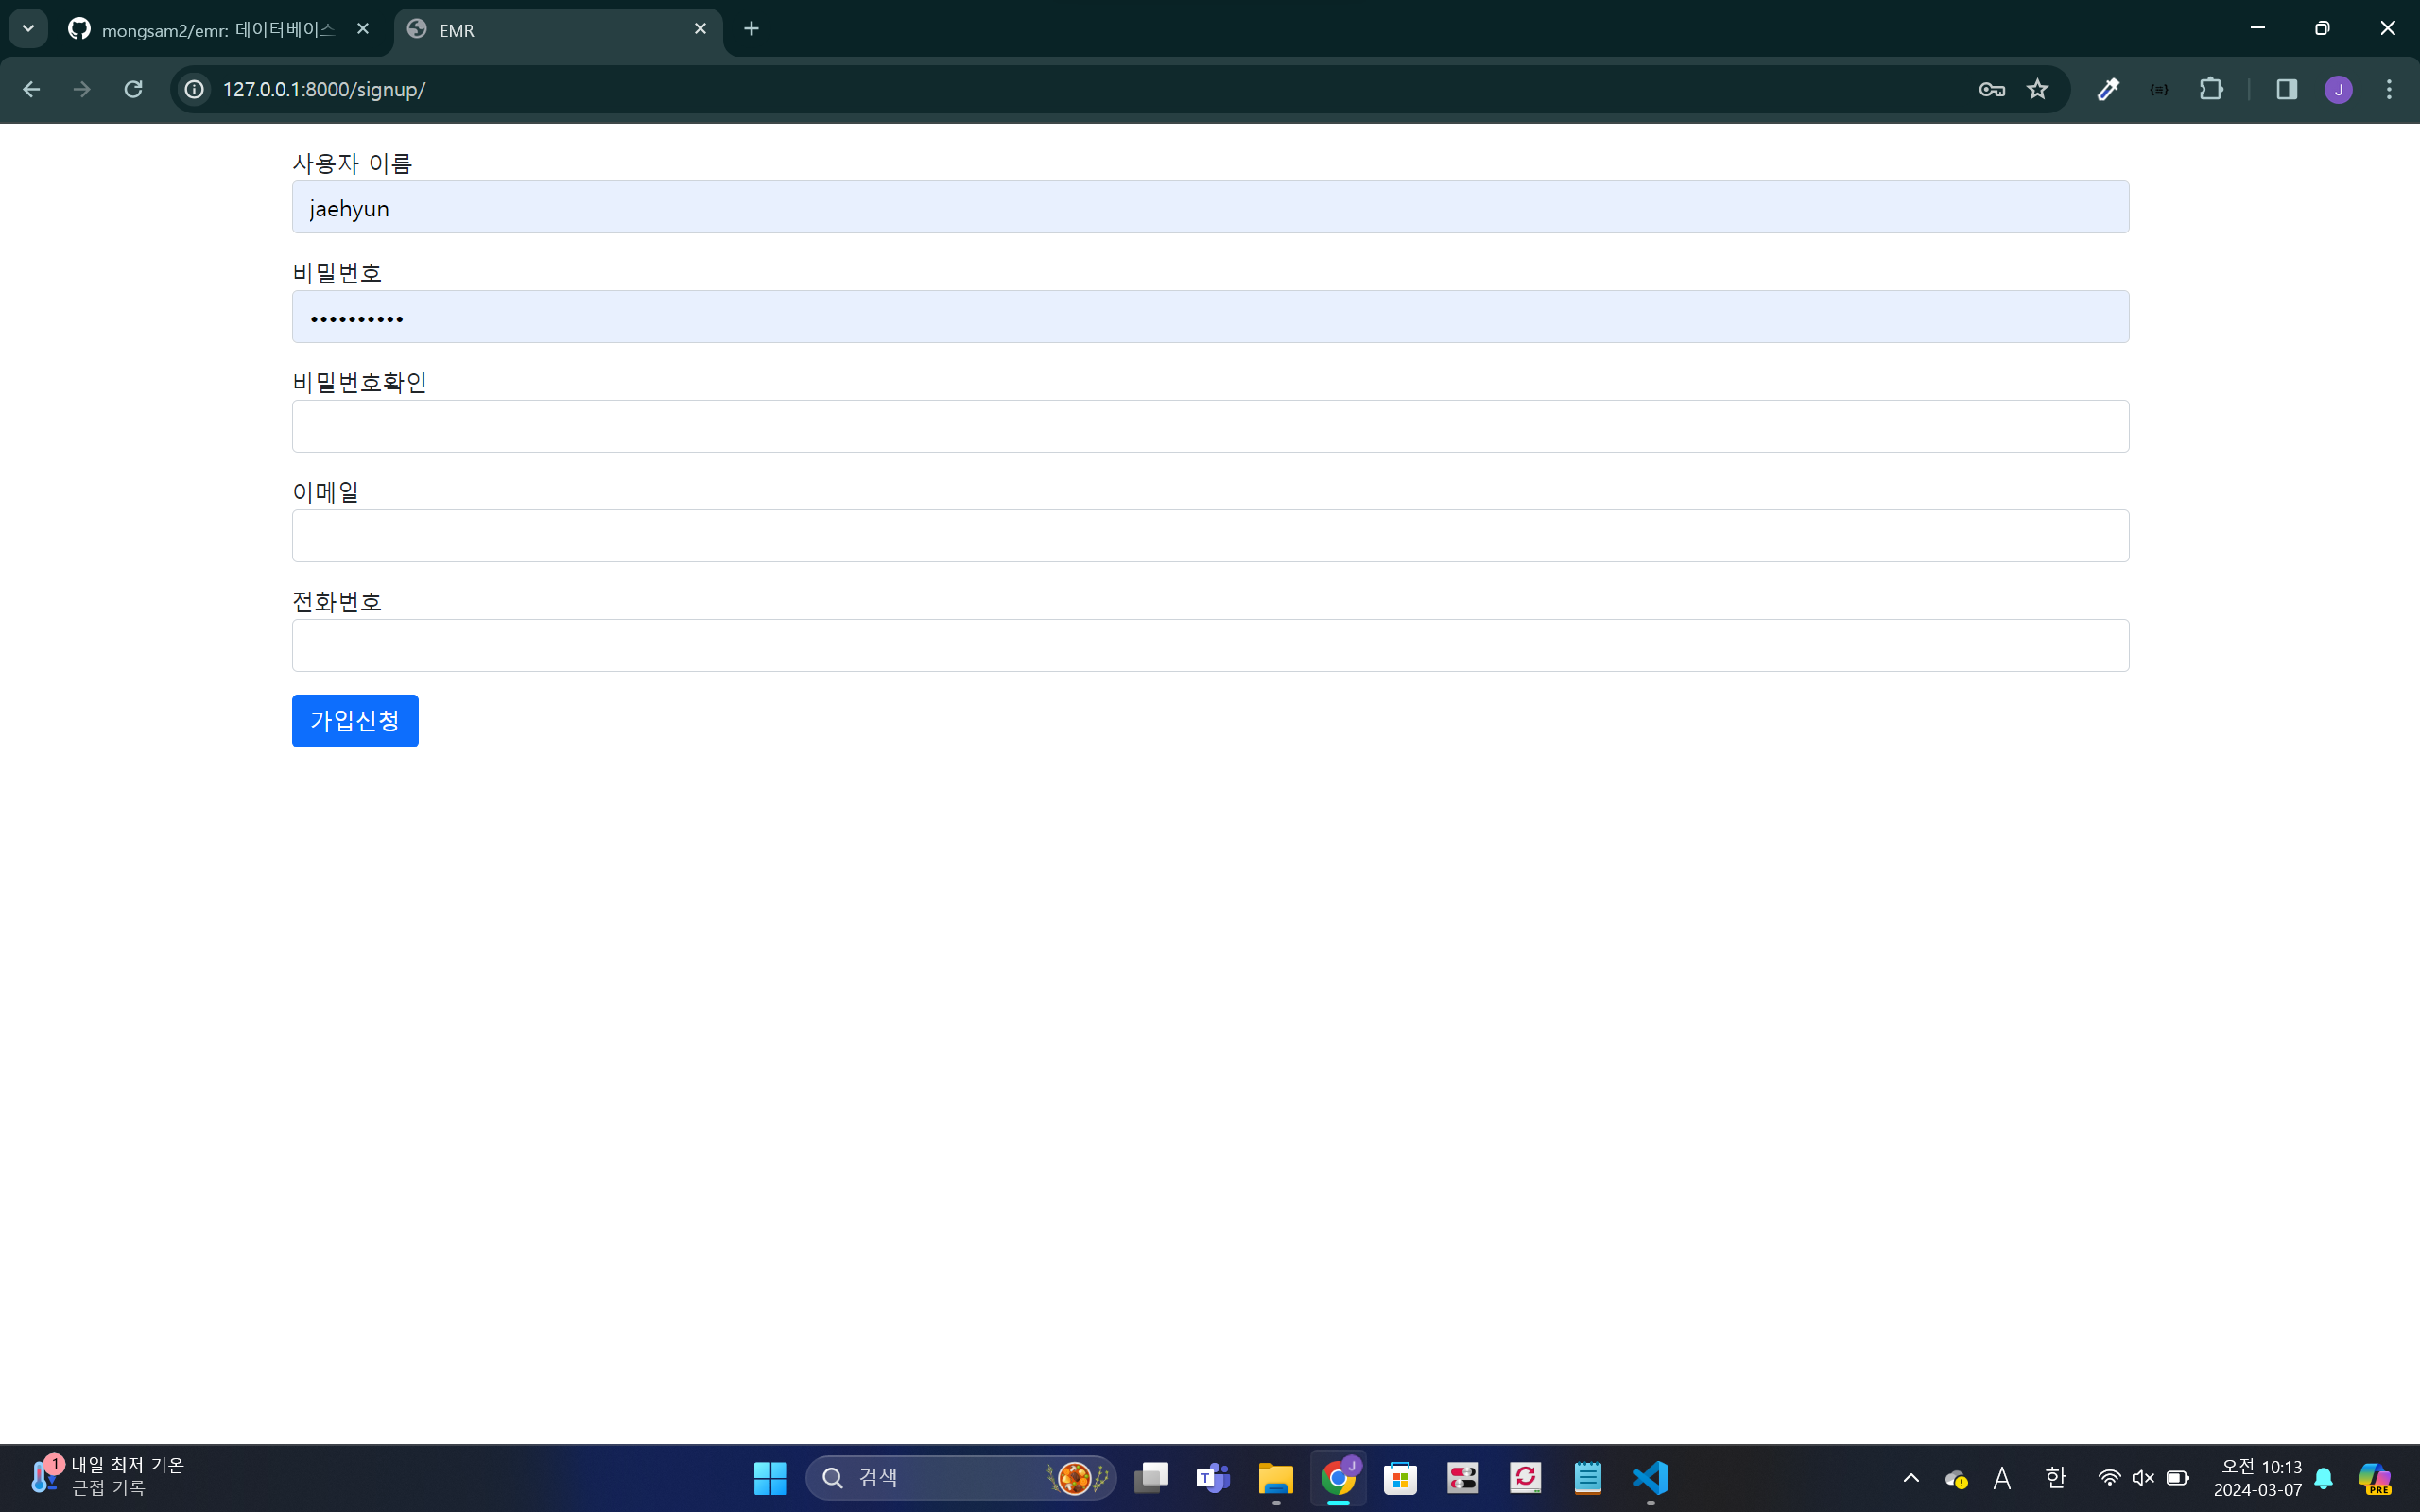 mongsam2/emr: 데이터베이스
EMR
127.0.0.1:8000/signup/
J
사용자 이름
jaehyun
비밀번호
••••••••••
비밀번호확인
이메일
전화번호
가입신청
1
내일 최저 기온
근접 기록
검색
T
J
A
한
오전 10:13
2024-03-07
PRE